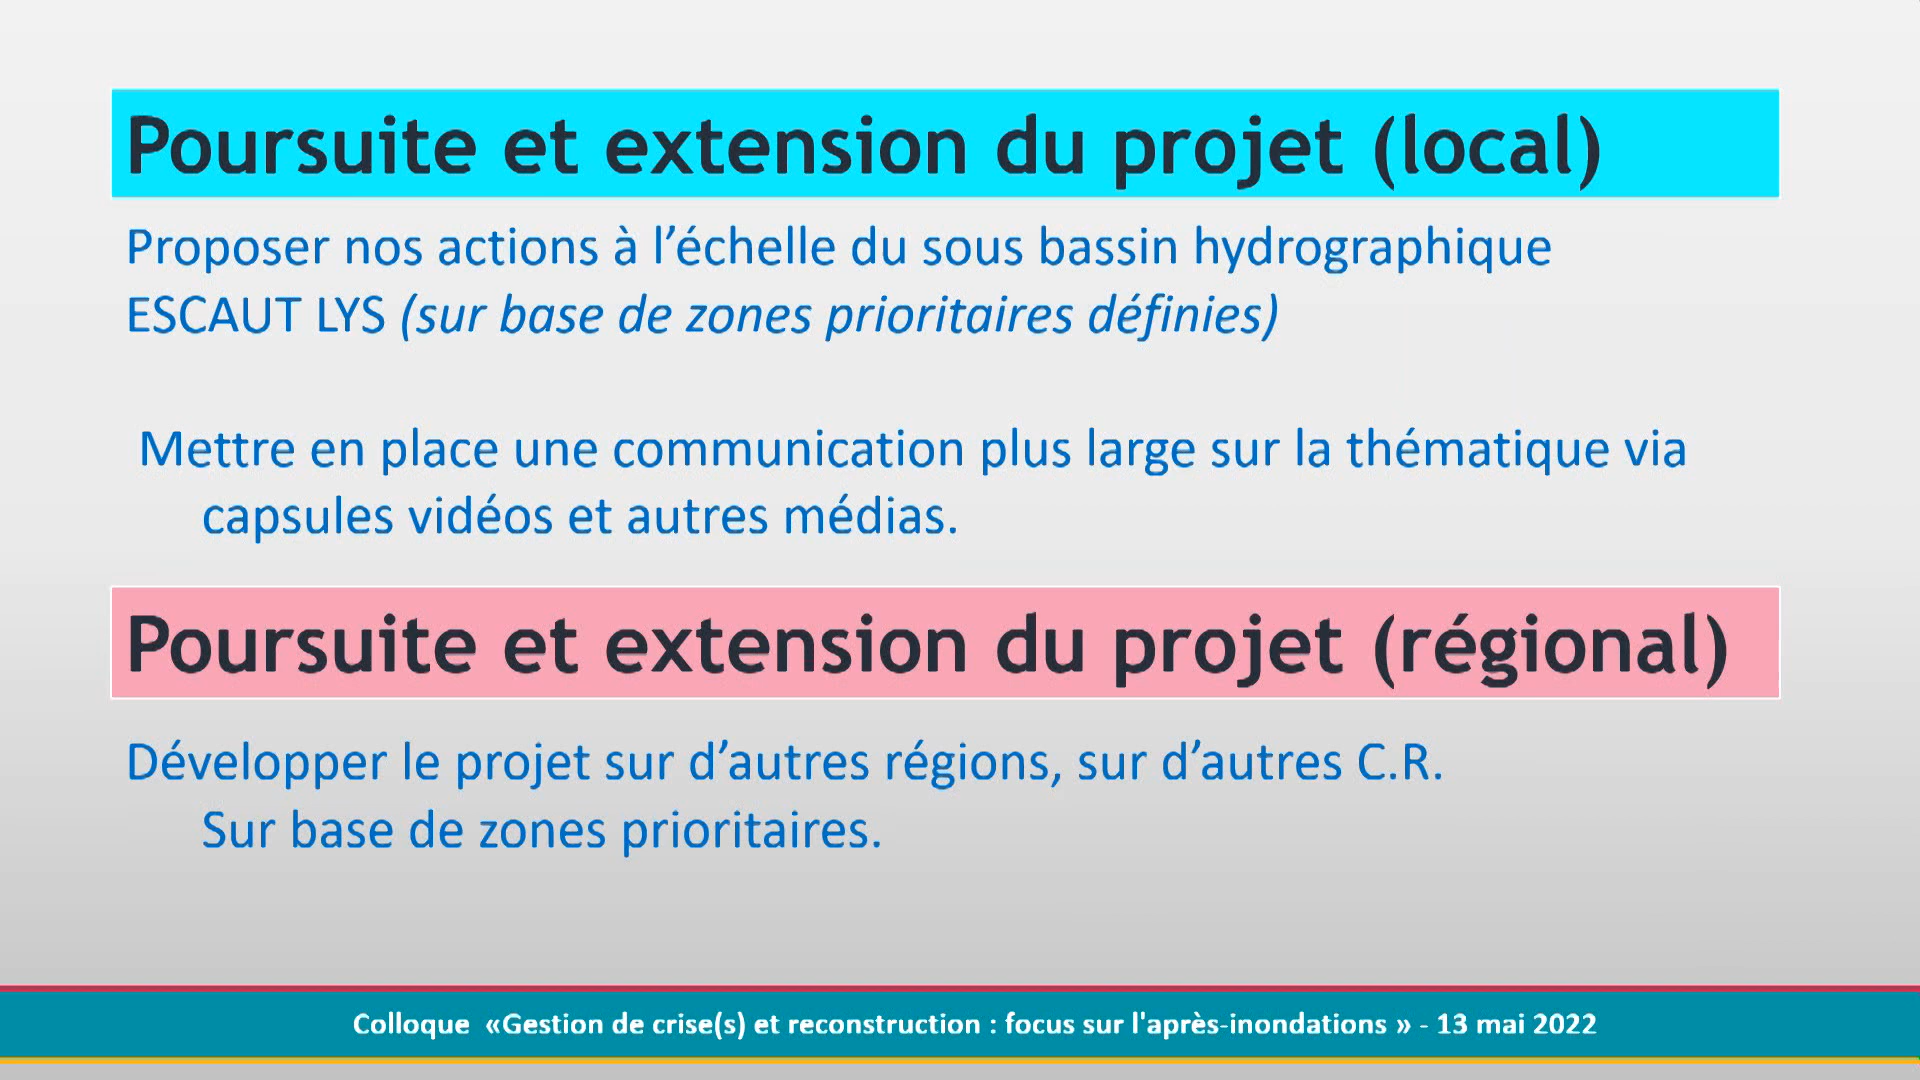 Poursuite et extension du projet (local)
Proposer nos actions à l’échelle du sous bassin hydrographique
ESCAUT LYS (sur base de zones prioritaires définies)
Mettre en place une communication plus large sur la thématique via
capsules vidéos et autres médias.
Poursuite et extension du projet (régional)
Développer le projet sur d’autres régions, sur d’autres C.R.
Sur base de zones prioritaires.
Colloque «Gestion de crise(s) et reconstruction : focus sur l'après-inondations » - 13 mai 2022